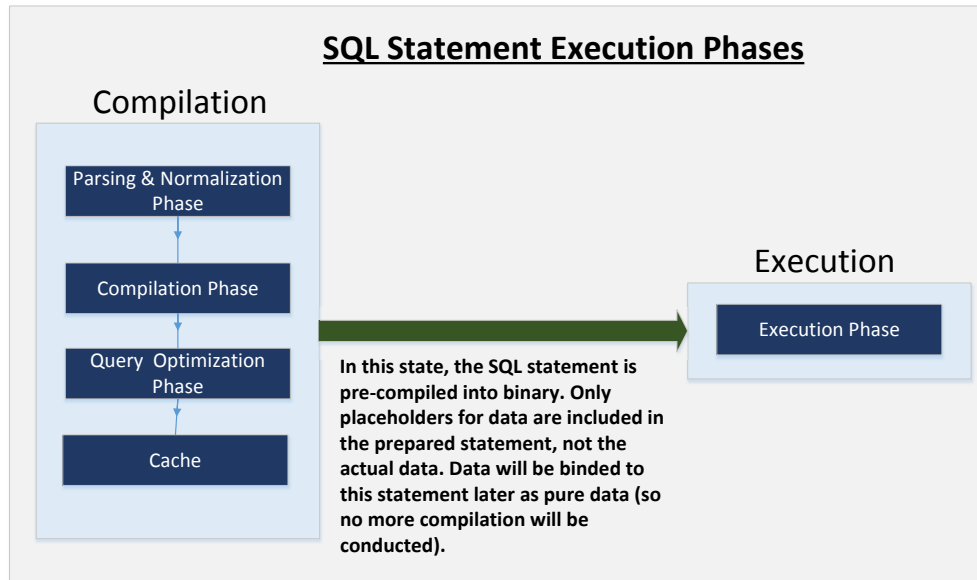 SQL Statement Execution Phases
Compilation
Parsing & Normalization
Phase
Compilation Phase
Query Optimization
Phase
Cache
In this state, the SQL statement is
pre-compiled into binary. Only
placeholders for data are included in
the prepared statement, not the
actual data. Data will be binded to
this statement later as pure data (so
no more compilation will be
conducted).
Execution
Execution Phase